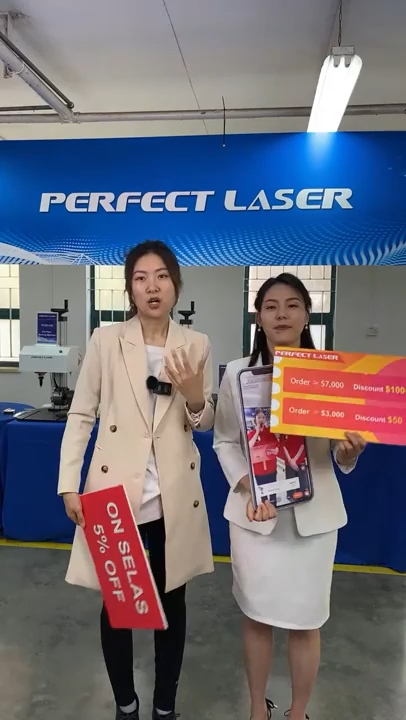 PERFECT LASER
PERFECT LASER
Order ≥ $7,000 Discount $100
Order ≥ $3,000 Discount $50
ON SELAS
5% OFF